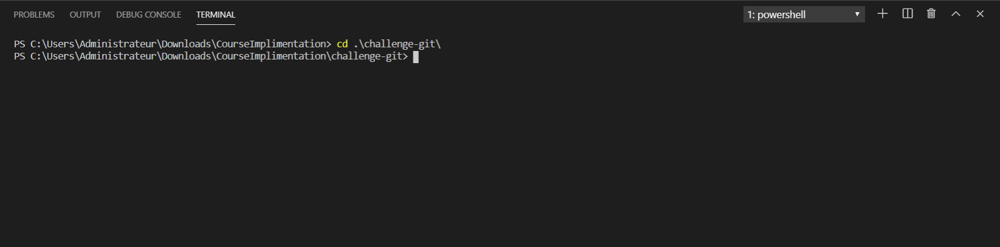 PROBLEMS OUTPUT DEBUG CONSOLE TERMINAL 1: powershell
PS C:\Users\Administrateur\Downloads\CourseImplimentation> cd .\challenge-git\
PS C:\Users\Administrateur\Downloads\CourseImplimentation\challenge-git>